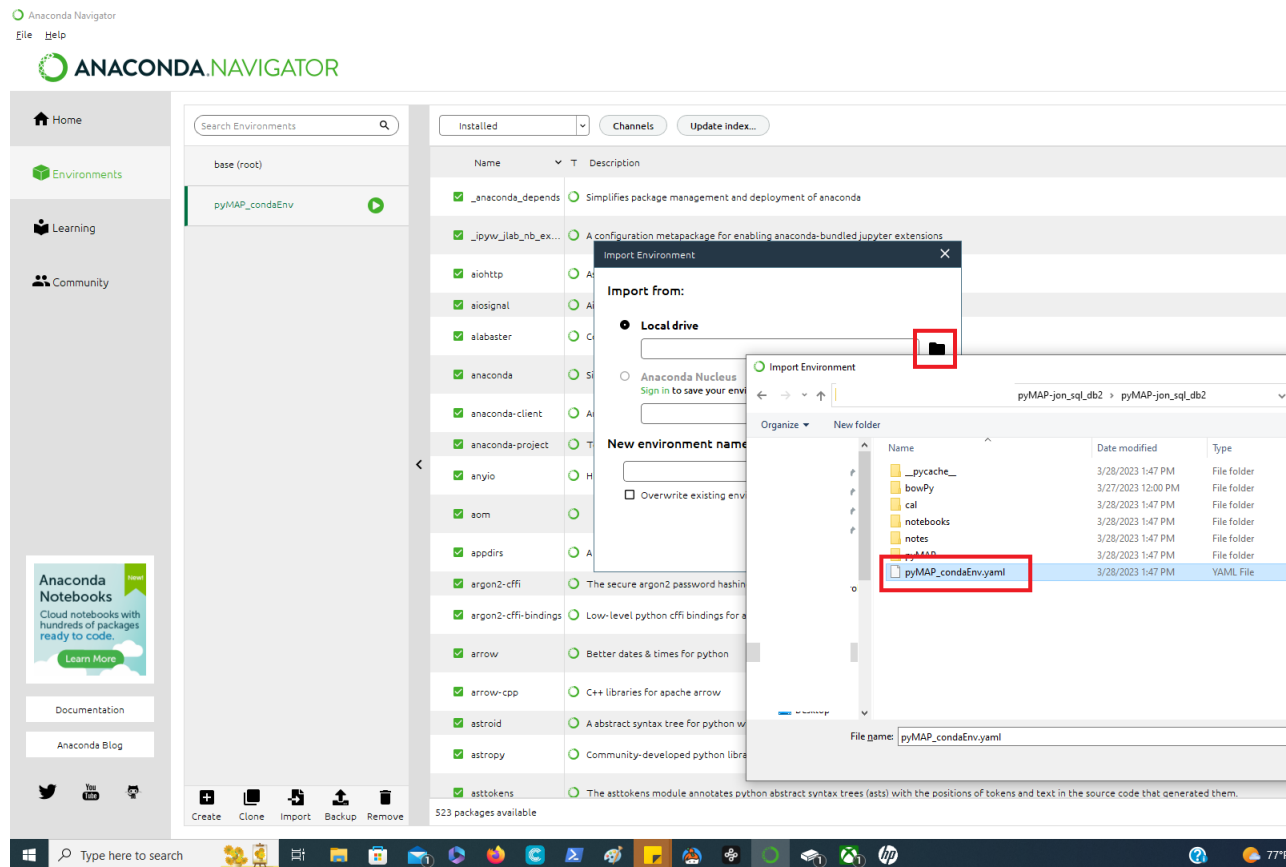 Anaconda Navigator
File Help
ANACONDA.NAVIGATOR
Home
Environments
Learning
Community
Anaconda
Notebooks
New!
Cloud notebooks with
hundreds of packages
ready to code.
Learn More
Documentation
Anaconda Blog
You
Tube
Search Environments
base (root)
pyMAP_condaEnv
Create Clone Import Backup Remove
Installed Channels Update index...
Name T Description
_anaconda_depends Simplifies package management and deployment of anaconda
_ipyw_jlab_nb_ex... A configuration metapackage for enabling anaconda-bundled jupyter extensions
aiohttp
aiosignal
alabaster
anaconda
anaconda-client
anaconda-project
anyio
aom
appdirs
argon2-cffi The secure argon2 password hashin
argon2-cffi-bindings Low-level python cffi bindings for a
arrow Better dates & times for python
arrow-cpp C++ libraries for apache arrow
astroid A abstract syntax tree for python w
astropy Community-developed python libra
asttokens The asttokens module annotates python abstract syntax trees (asts) with the positions of tokens and text in the source code that generated them.
523 packages available
Import Environment
Import from:
Local drive
Anaconda Nucleus
Sign in to save your envi
New environment name
Overwrite existing env
Import Environment
pyMAP-jon_sql_db2 › pyMAP-jon_sql_db2
Organize New folder
Name Date modified Type
__pycache__ 3/28/2023 1:47 PM File folder
bowPy 3/27/2023 12:00 PM File folder
cal 3/28/2023 1:47 PM File folder
notebooks 3/28/2023 1:47 PM File folder
notes 3/28/2023 1:47 PM File folder
pyMAP 3/28/2023 1:47 PM File folder
pyMAP_condaEnv.yaml 3/28/2023 1:47 PM YAML File
Desktop
File name: pyMAP_condaEnv.yaml
Type here to search
77°